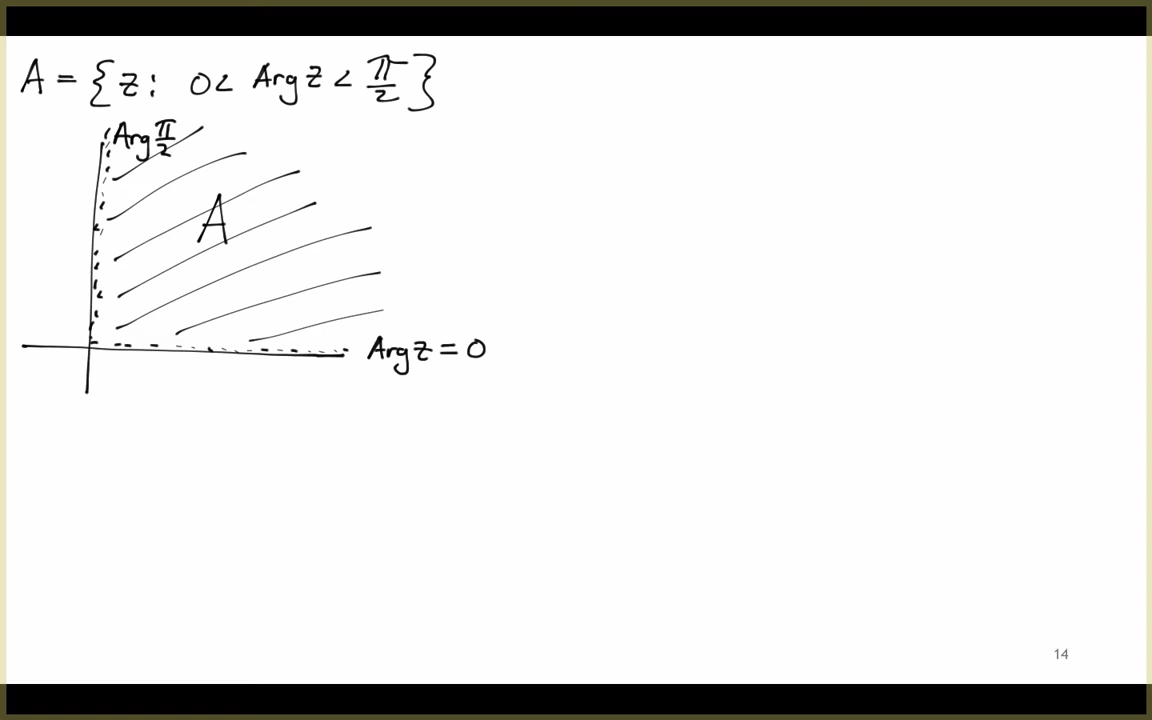 A = {z: 0 < Arg z < π/2}
Arg π/2
A
Arg z = 0
14